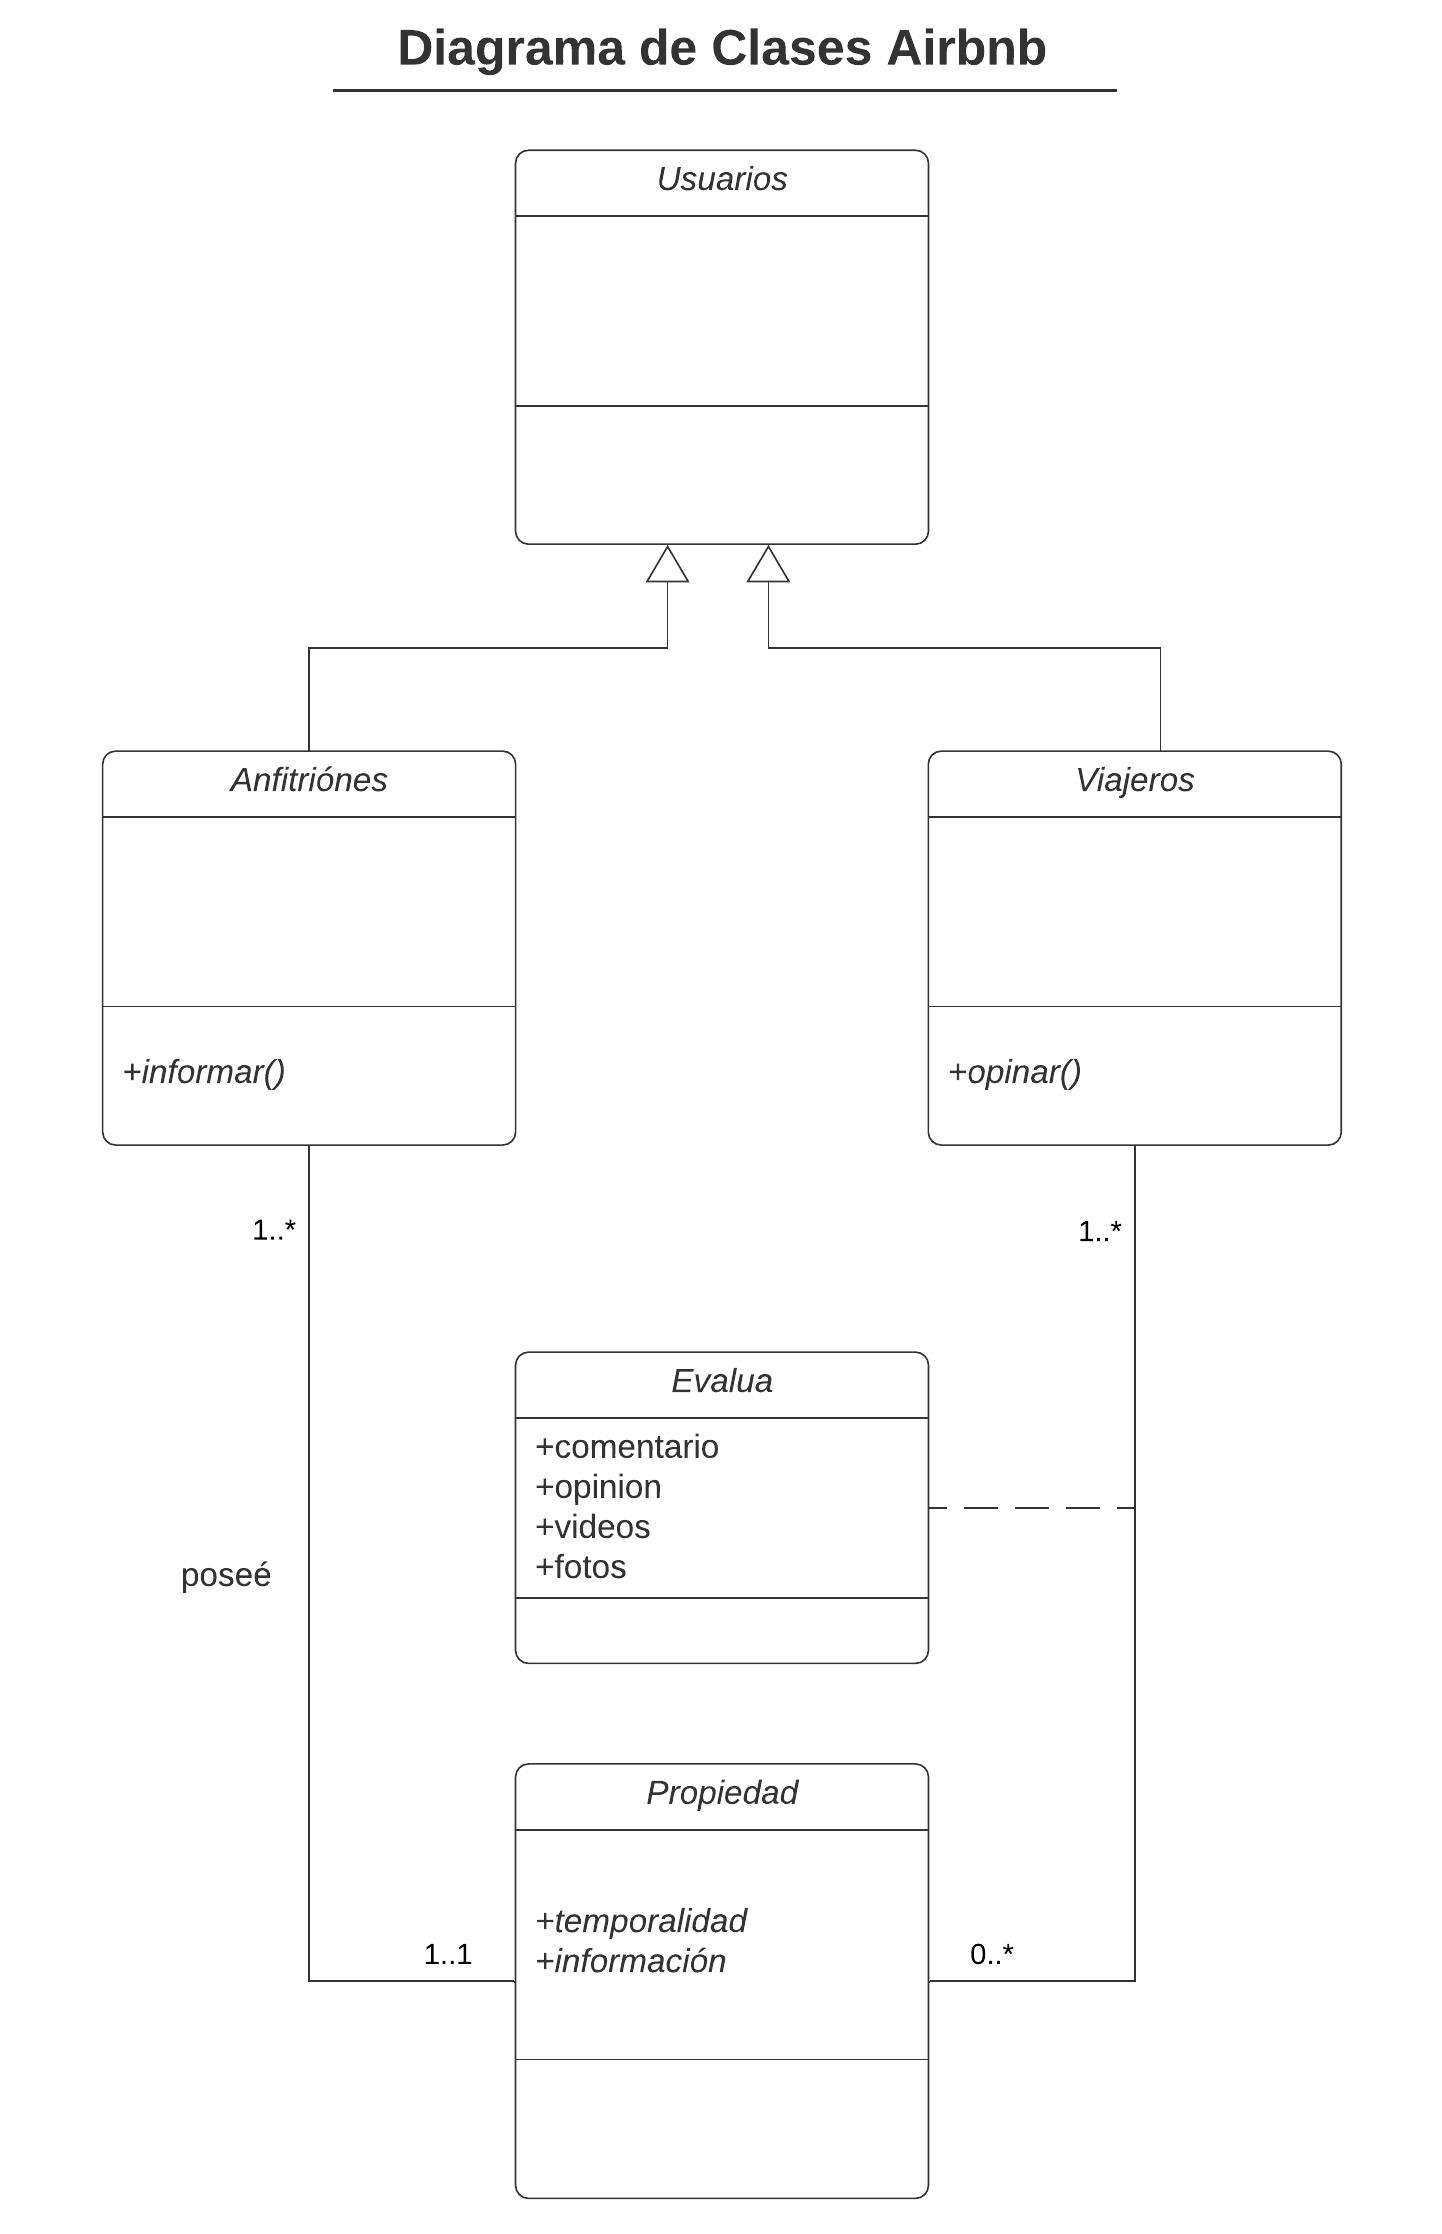 Diagrama de Clases Airbnb
Usuarios
Anfitriónes
Viajeros
+informar()
+opinar()
1..*
1..*
Evalua
+comentario
+opinion
+videos
+fotos
poseé
Propiedad
+temporalidad
+información
1..1
0..*